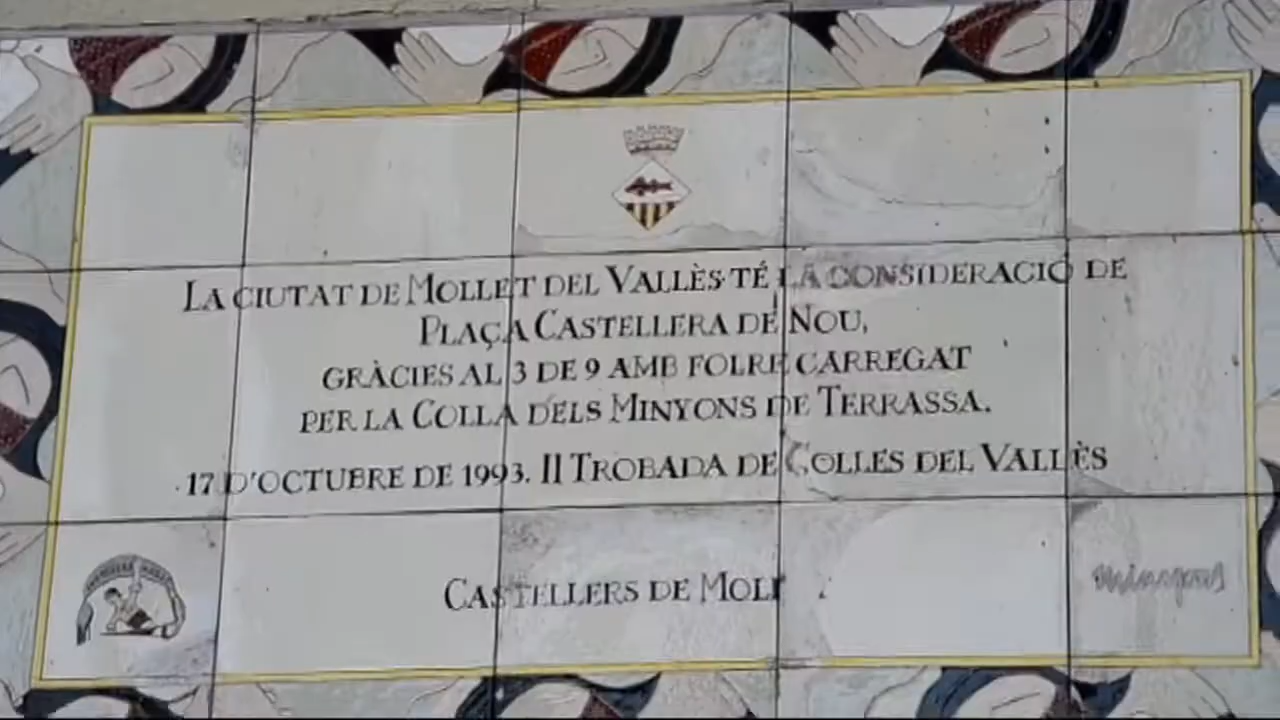 LA CIUTAT DE MOLLET DEL VALLÈS TÉ LA CONSIDERACIÓ DE
PLAÇA CASTELLERA DE NOU,
GRÀCIES AL 3 DE 9 AMB FOLRE CARREGAT
PER LA COLLA DELS MINYONS DE TERRASSA.
17 D'OCTUBRE DE 1993. II TROBADA DE COLLES DEL VALLÈS
CASTELLERS DE MOLL
minyons